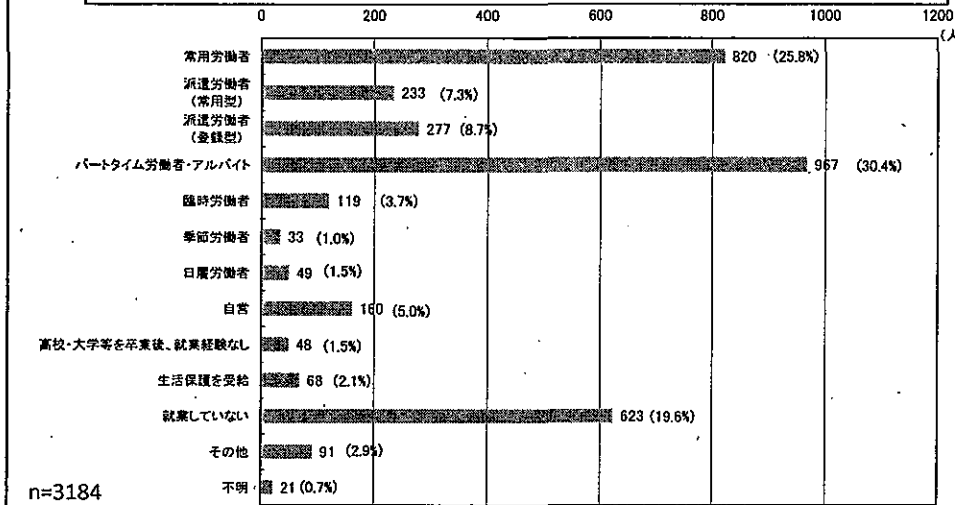 0 200 400 600 800 1000 1200
(人
常用労働者 820 (25.8%)
派遣労働者
(常用型) 233 (7.3%)
派遣労働者
(登録型) 277 (8.7%)
パートタイム労働者・アルバイト 967 (30.4%)
臨時労働者 119 (3.7%)
季節労働者 33 (1.0%)
日雇労働者 49 (1.5%)
自営 160 (5.0%)
高校・大学等を卒業後、就業経験なし 48 (1.5%)
生活保護を受給 68 (2.1%)
就業していない 623 (19.6%)
その他 91 (2.9%)
不明 21 (0.7%)
n=3184